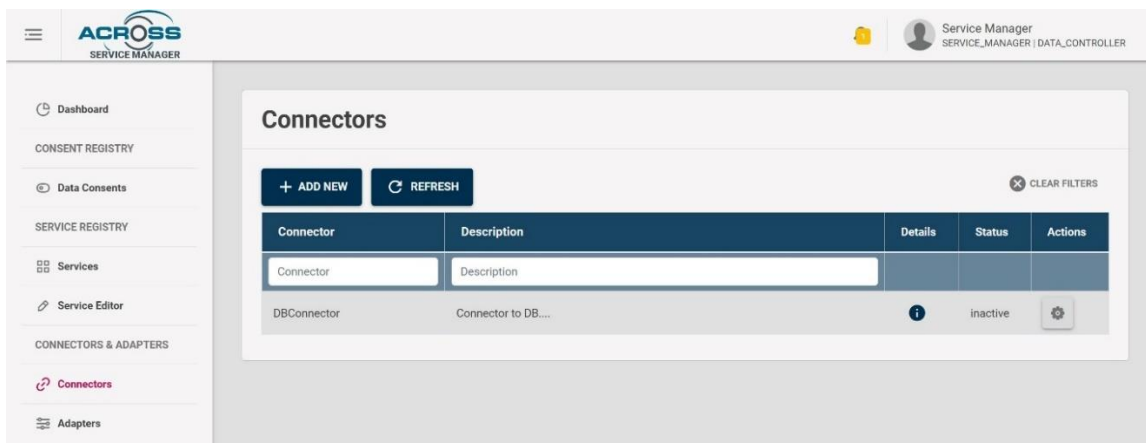 ACROSS
SERVICE MANAGER
1
Service Manager
SERVICE_MANAGER | DATA_CONTROLLER
Dashboard
CONSENT REGISTRY
Data Consents
SERVICE REGISTRY
Services
Service Editor
CONNECTORS & ADAPTERS
Connectors
Adapters
Connectors
+ ADD NEW
REFRESH
CLEAR FILTERS
Connector Description Details Status Actions
Connector Description
DBConnector Connector to DB.... inactive